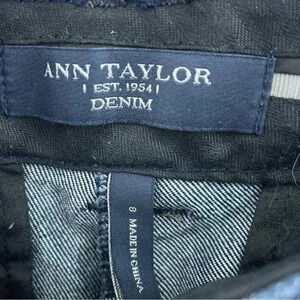 ANN TAYLOR
| EST. 1954 |
DENIM
8 MADE IN CHINA